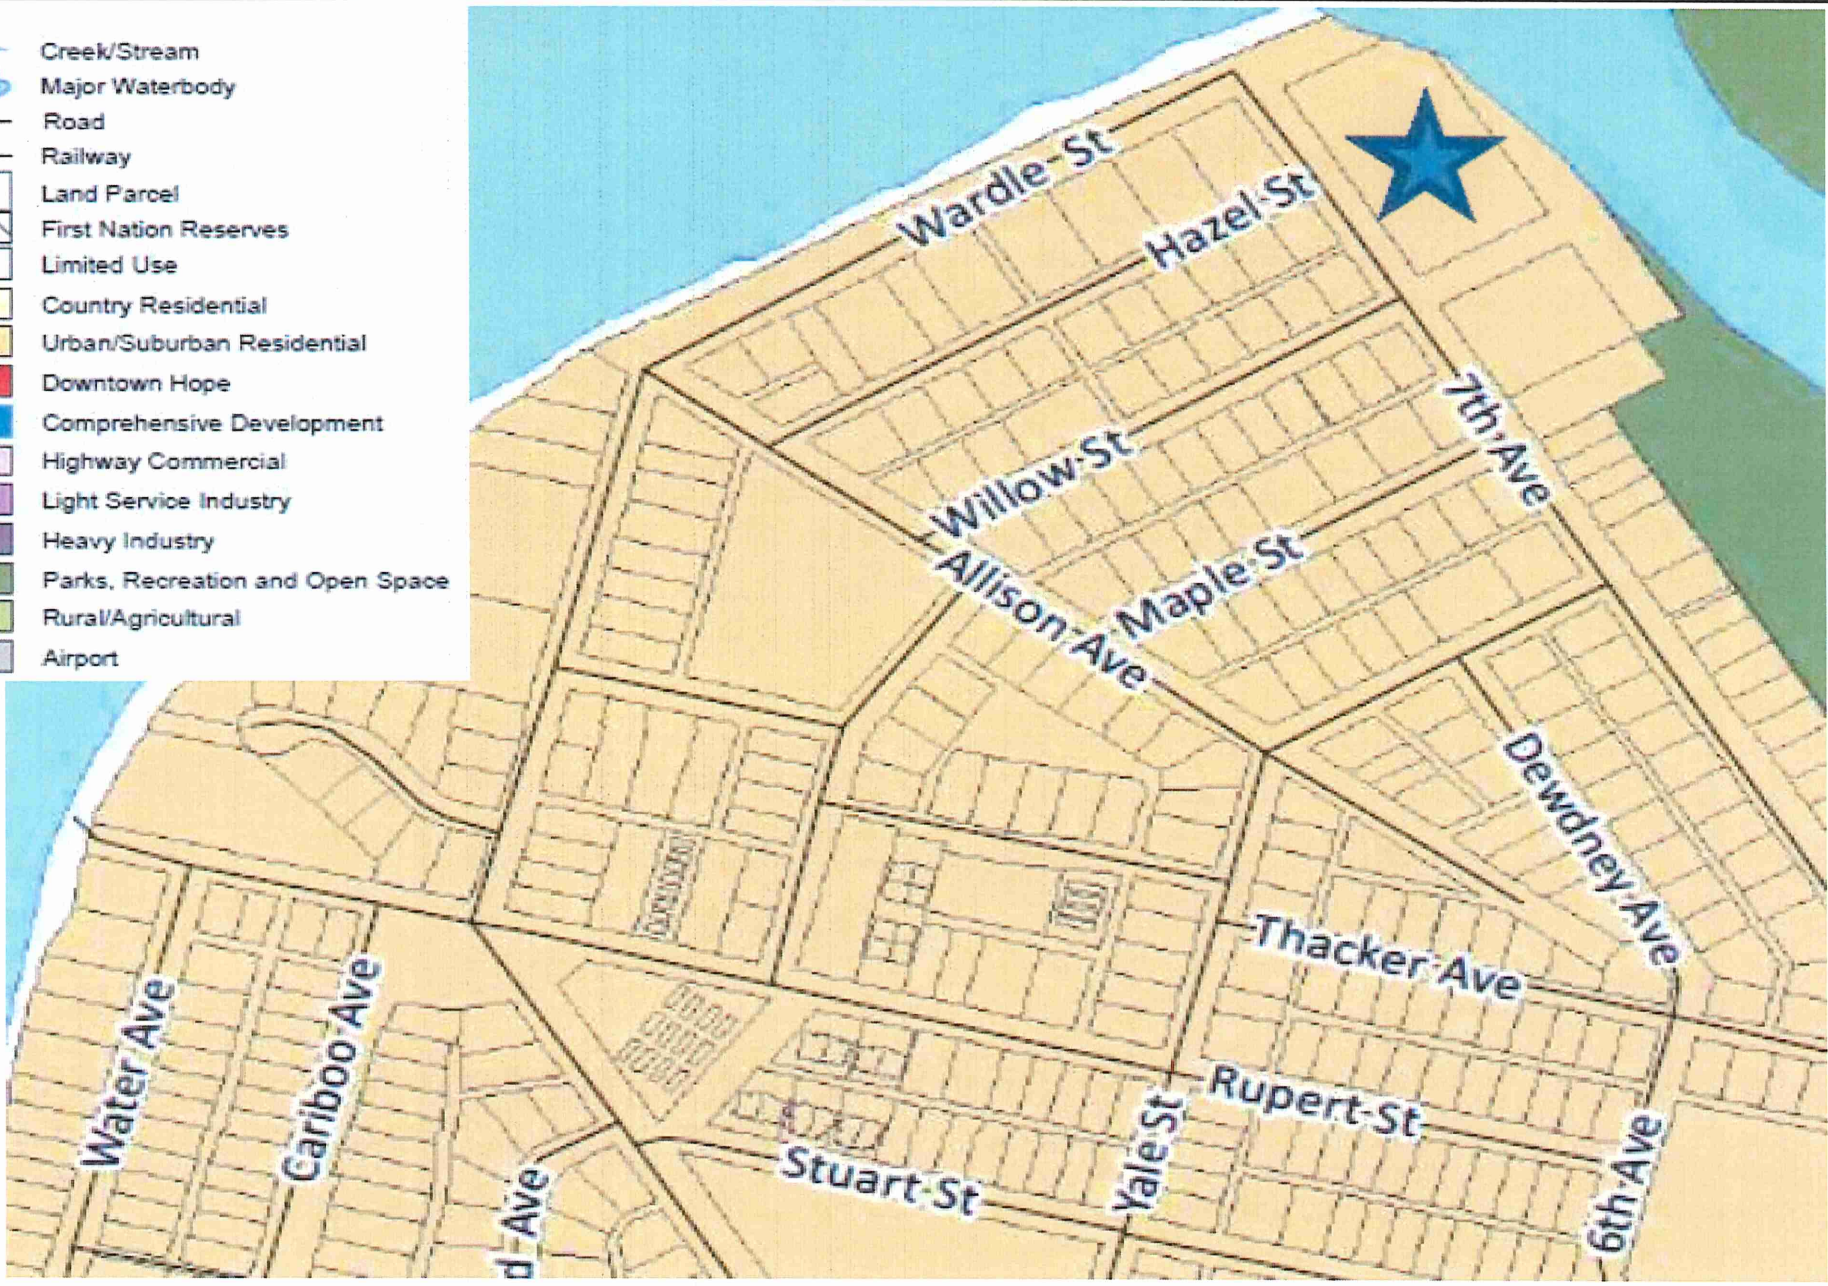 Creek/Stream
Major Waterbody
Road
Railway
Land Parcel
First Nation Reserves
Limited Use
Country Residential
Urban/Suburban Residential
Downtown Hope
Comprehensive Development
Highway Commercial
Light Service Industry
Heavy Industry
Parks, Recreation and Open Space
Rural/Agricultural
Airport
Wardle St
Hazel St
7th Ave
Willow St
Allison Ave
Maple St
Dewdney Ave
Thacker Ave
Water Ave
Cariboo Ave
Rupert St
Yale St
Stuart St
6th Ave
d Ave